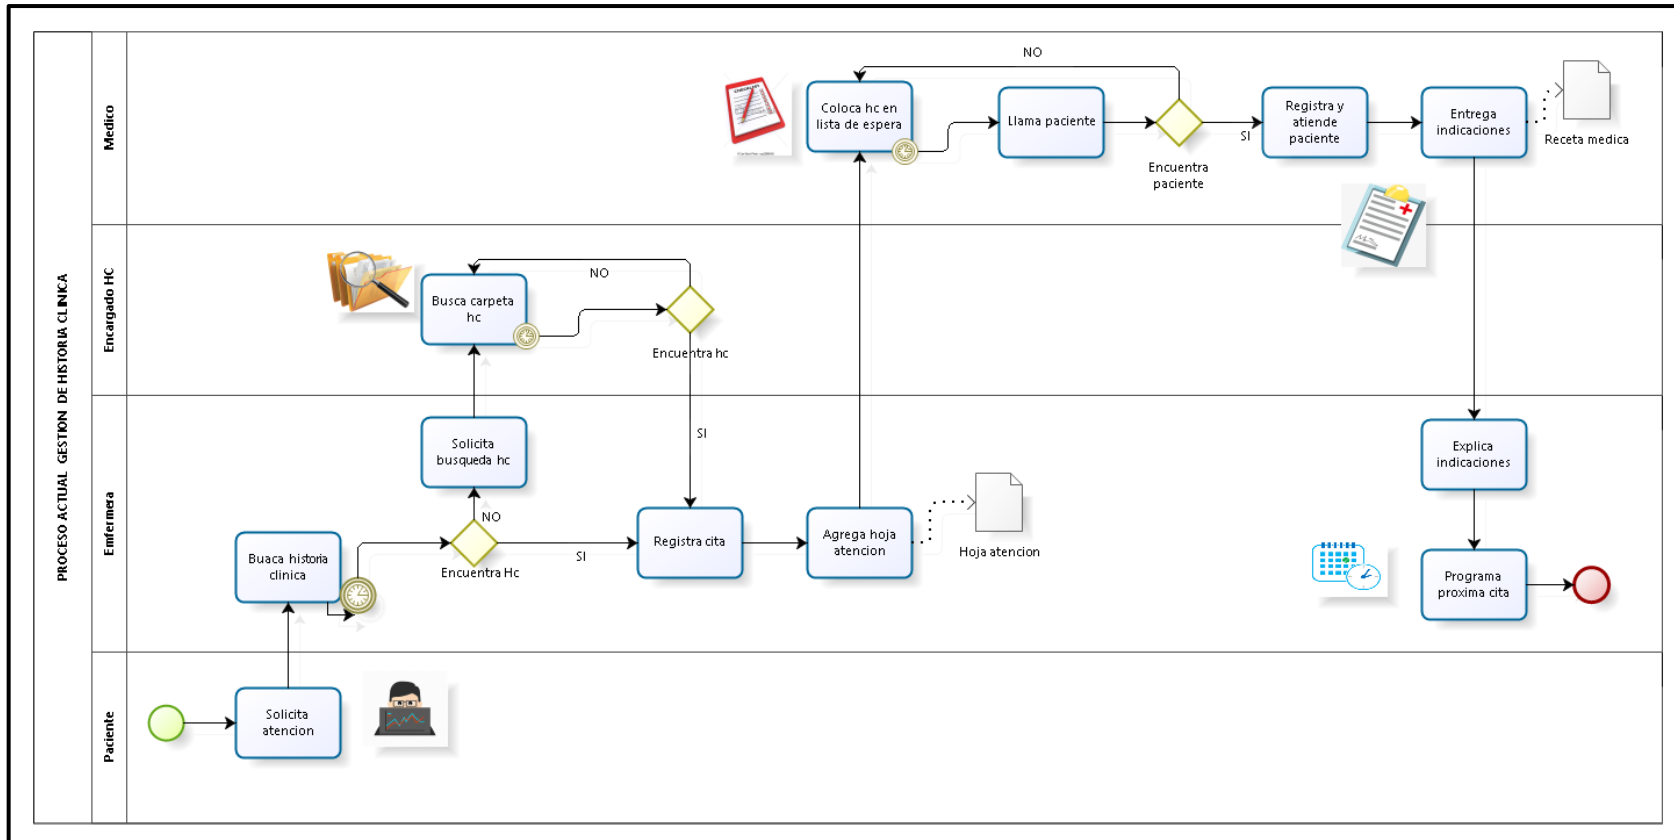 PROCESO ACTUAL GESTION DE HISTORIA CLINICA
Medico
NO
CHECKLIST
Coloca hc en
lista de espera
Llama paciente
Encuentra
paciente
SI
Registra y
atiende
paciente
Entrega
indicaciones
Receta medica
Encargado HC
Busca carpeta
hc
NO
Encuentra hc
SI
Emfermera
Solicita
busqueda hc
NO
Buaca historia
clinica
Encuentra Hc
SI
Registra cita
Agrega hoja
atencion
Hoja atencion
Explica
indicaciones
Programa
proxima cita
Paciente
Solicita
atencion